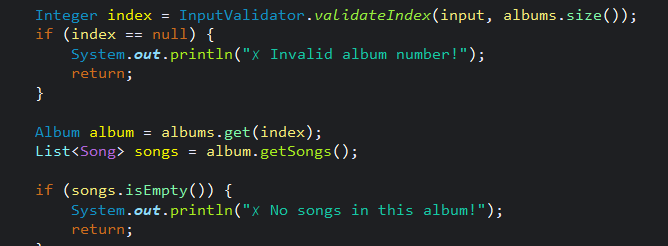 Integer index = InputValidator.validateIndex(input, albums.size());
if (index == null) {
System.out.println("✗ Invalid album number!");
return;
}
Album album = albums.get(index);
List<Song> songs = album.getSongs();
if (songs.isEmpty()) {
System.out.println("✗ No songs in this album!");
return;
}